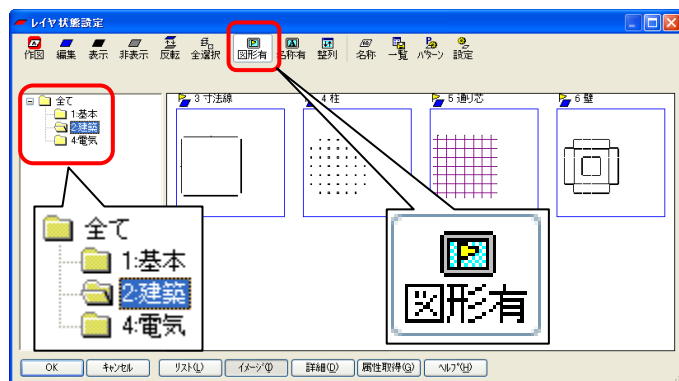 レイヤ状態設定
作図 編集 表示 非表示 反転 全選択 図形有 名称有 整列 名称 一覧 パターン 設定
全て
1:基本
2:建築
4:電気
3 寸法線
4 柱
5 通り芯
6 壁
全て
1:基本
2:建築
4:電気
図形有
OK キャンセル リスト(L) イメージ(I) 詳細(D) 属性取得(G) ヘルプ(H)